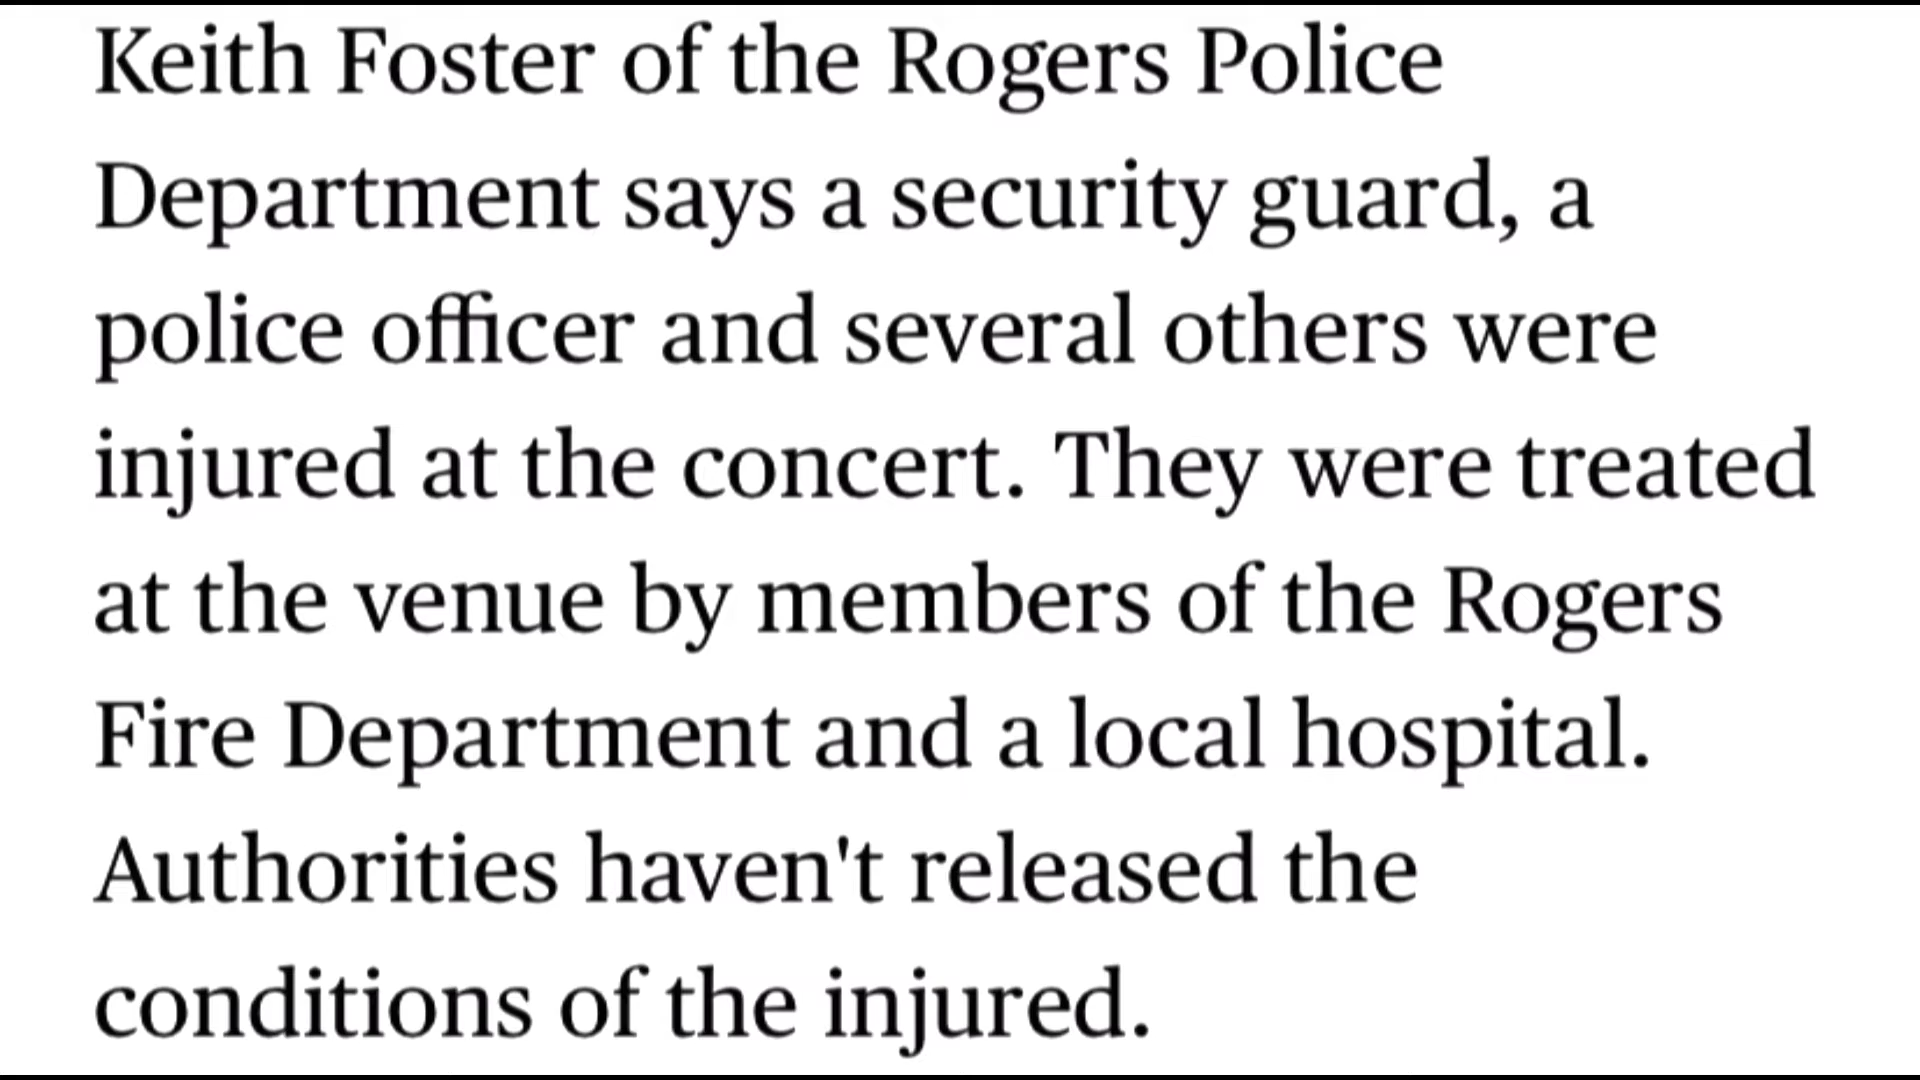 Keith Foster of the Rogers Police
Department says a security guard, a
police officer and several others were
injured at the concert. They were treated
at the venue by members of the Rogers
Fire Department and a local hospital.
Authorities haven't released the
conditions of the injured.